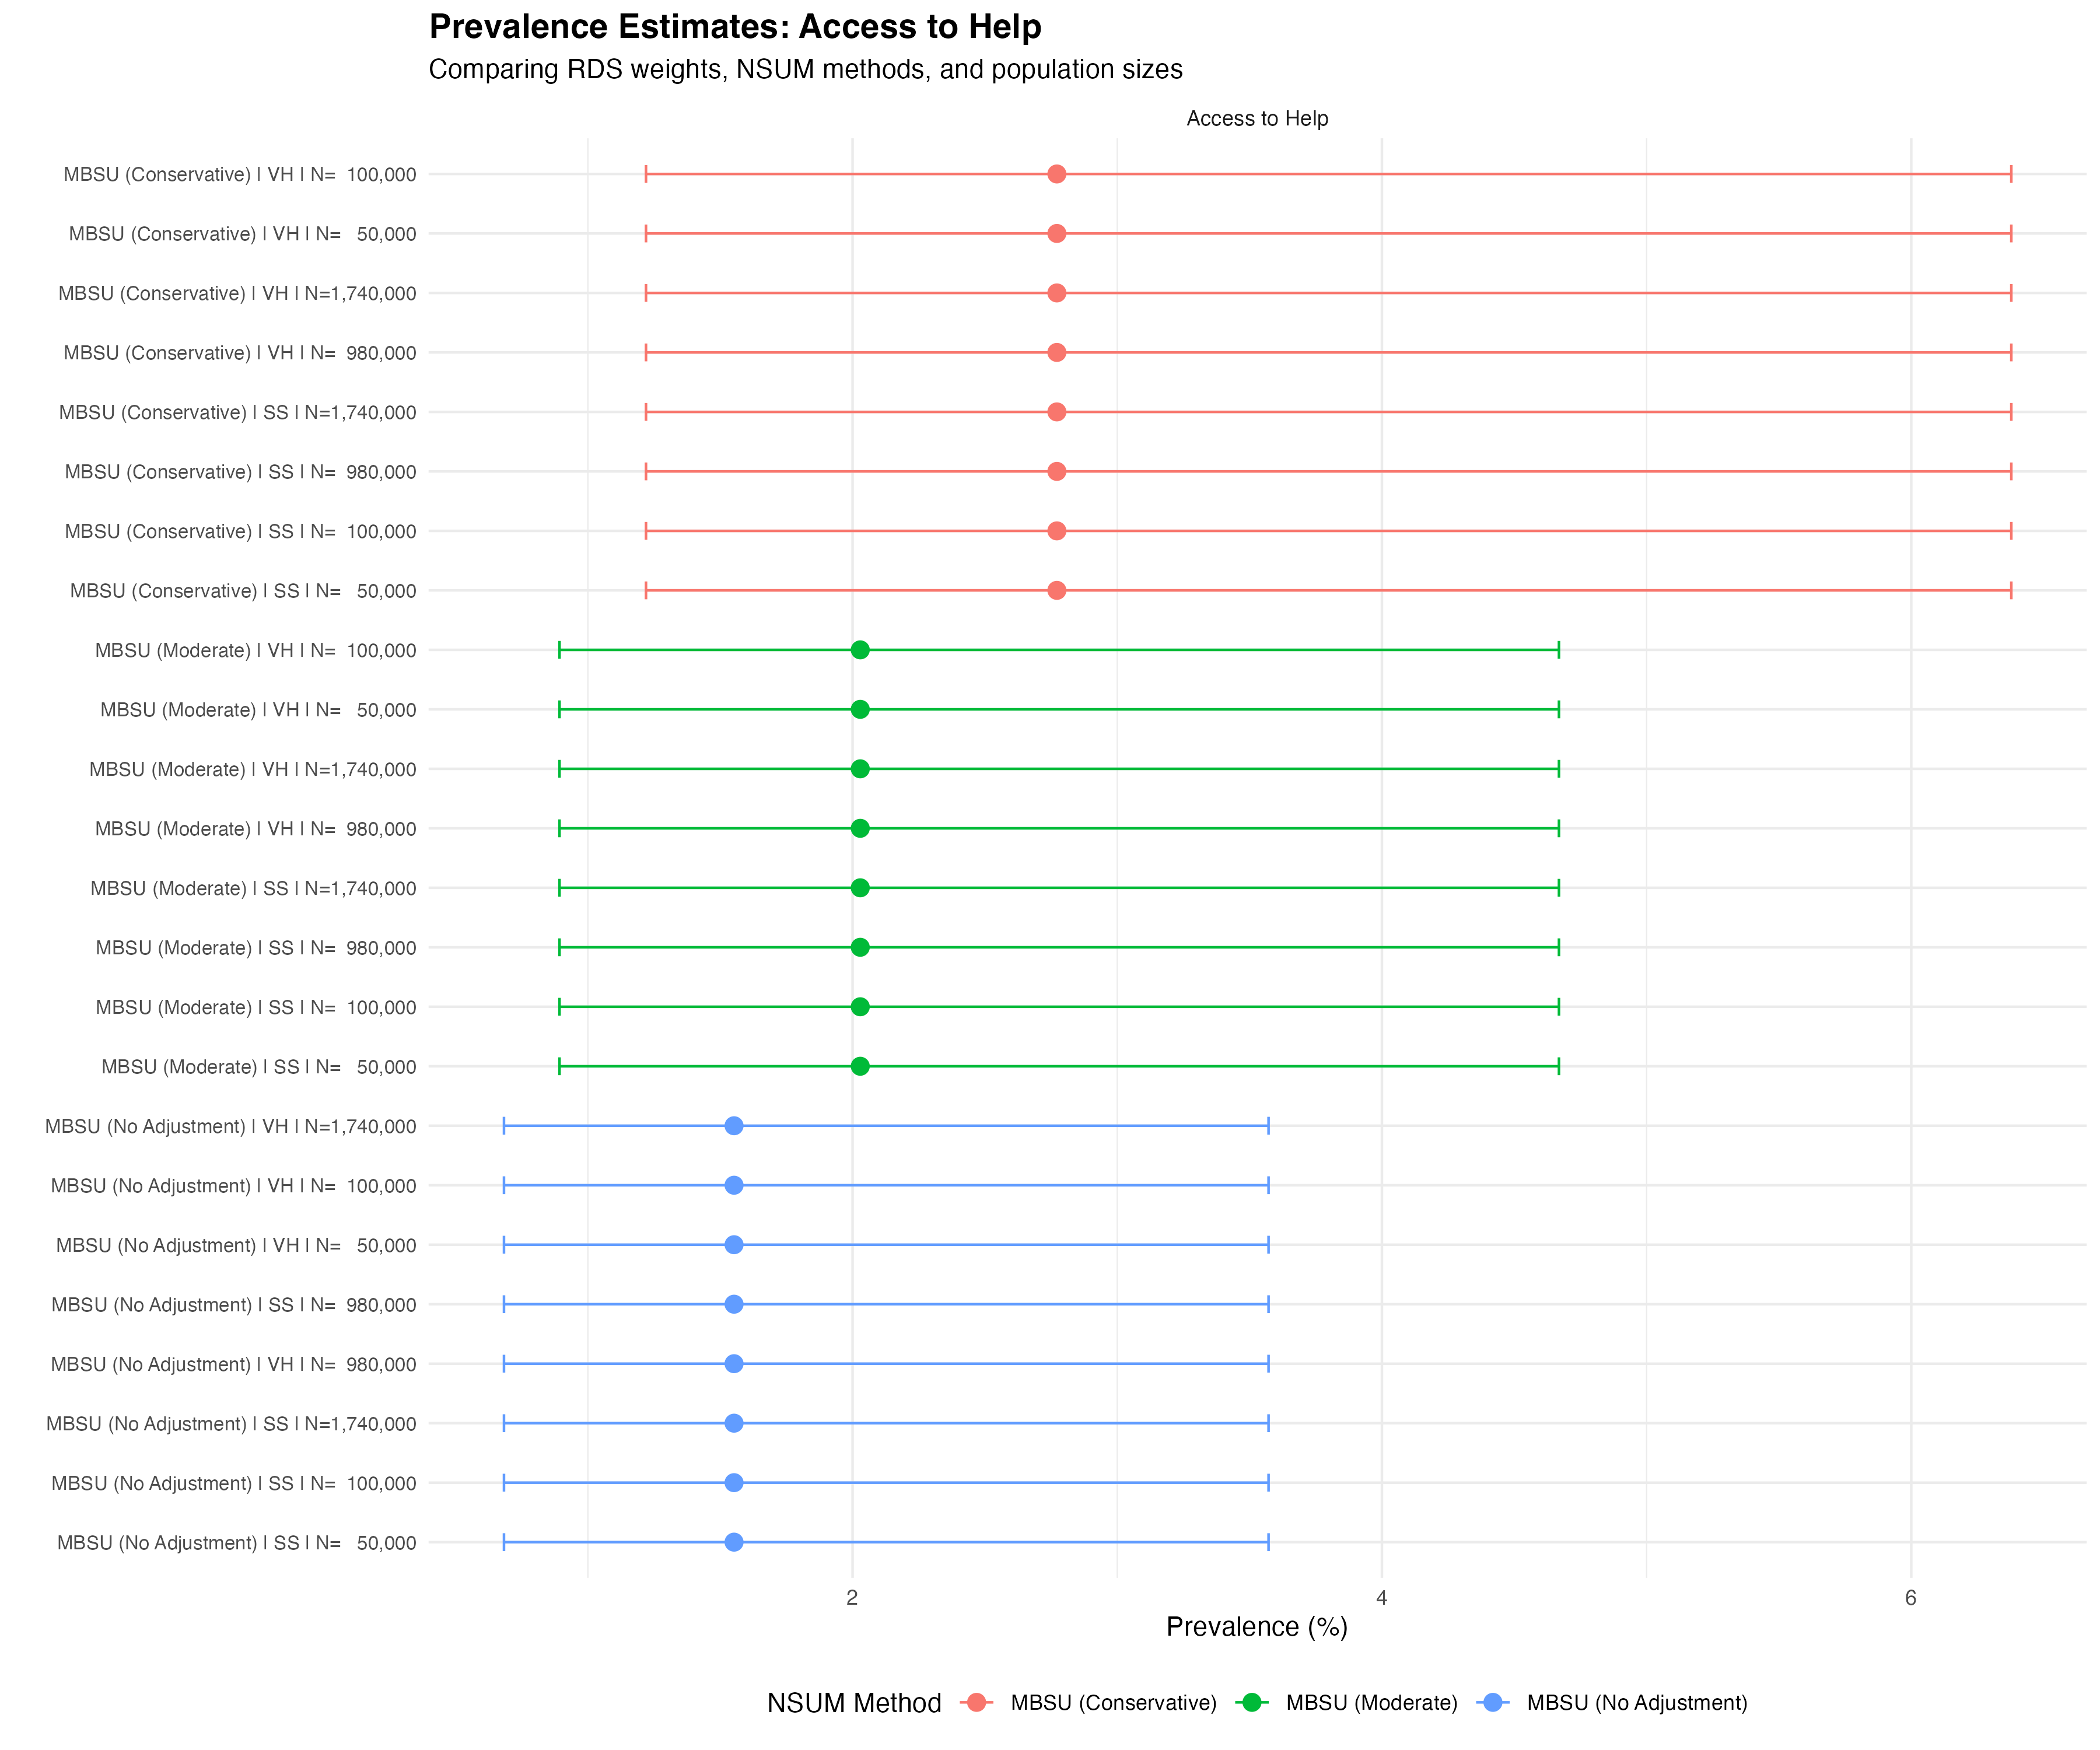 Prevalence Estimates: Access to Help
Comparing RDS weights, NSUM methods, and population sizes
Access to Help
MBSU (Conservative) | VH | N=  100,000
MBSU (Conservative) | VH | N=   50,000
MBSU (Conservative) | VH | N=1,740,000
MBSU (Conservative) | VH | N=  980,000
MBSU (Conservative) | SS | N=1,740,000
MBSU (Conservative) | SS | N=  980,000
MBSU (Conservative) | SS | N=  100,000
MBSU (Conservative) | SS | N=   50,000
MBSU (Moderate) | VH | N=  100,000
MBSU (Moderate) | VH | N=   50,000
MBSU (Moderate) | VH | N=1,740,000
MBSU (Moderate) | VH | N=  980,000
MBSU (Moderate) | SS | N=1,740,000
MBSU (Moderate) | SS | N=  980,000
MBSU (Moderate) | SS | N=  100,000
MBSU (Moderate) | SS | N=   50,000
MBSU (No Adjustment) | VH | N=1,740,000
MBSU (No Adjustment) | VH | N=  100,000
MBSU (No Adjustment) | VH | N=   50,000
MBSU (No Adjustment) | SS | N=  980,000
MBSU (No Adjustment) | VH | N=  980,000
MBSU (No Adjustment) | SS | N=1,740,000
MBSU (No Adjustment) | SS | N=  100,000
MBSU (No Adjustment) | SS | N=   50,000
2 4 6
Prevalence (%)
NSUM Method MBSU (Conservative) MBSU (Moderate) MBSU (No Adjustment)